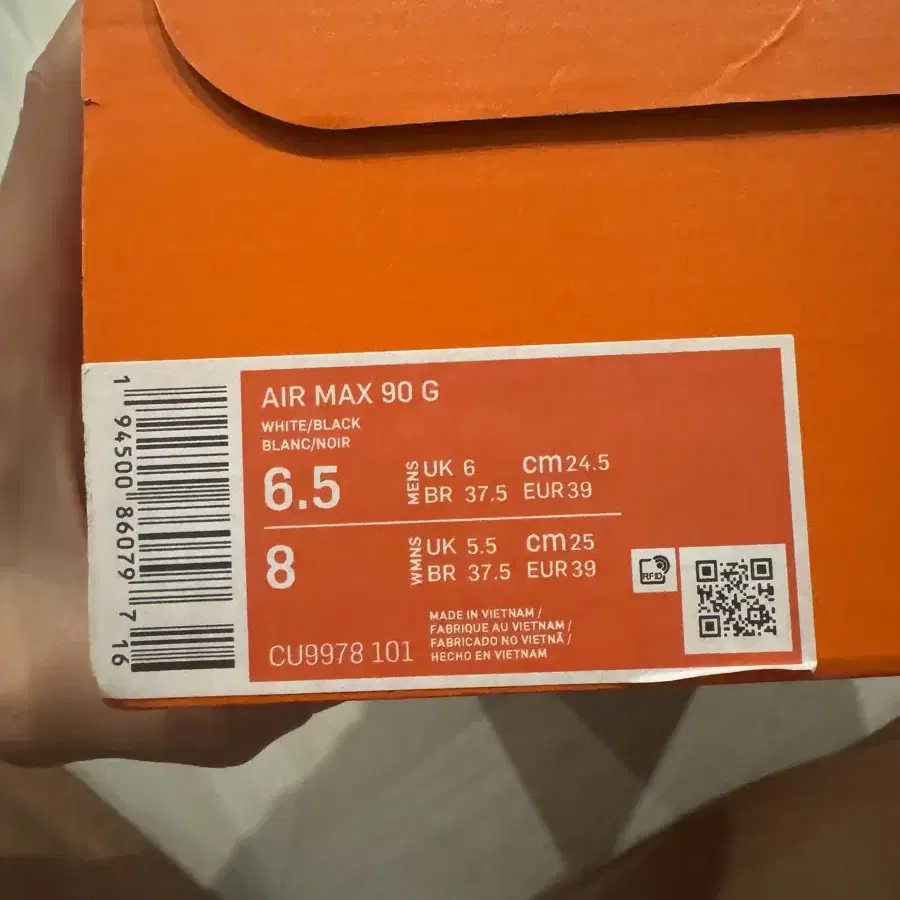 AIR MAX 90 G
WHITE/BLACK
BLANC/NOIR
6.5 MENS UK 6 cm 24.5
BR 37.5 EUR 39
8 WMNS UK 5.5 cm 25
BR 37.5 EUR 39
RFID
CU9978 101
MADE IN VIETNAM /
FABRIQUE AU VIETNAM /
FABRICADO NO VIETNÃ /
HECHO EN VIETNAM
1 94500 86079 7 16